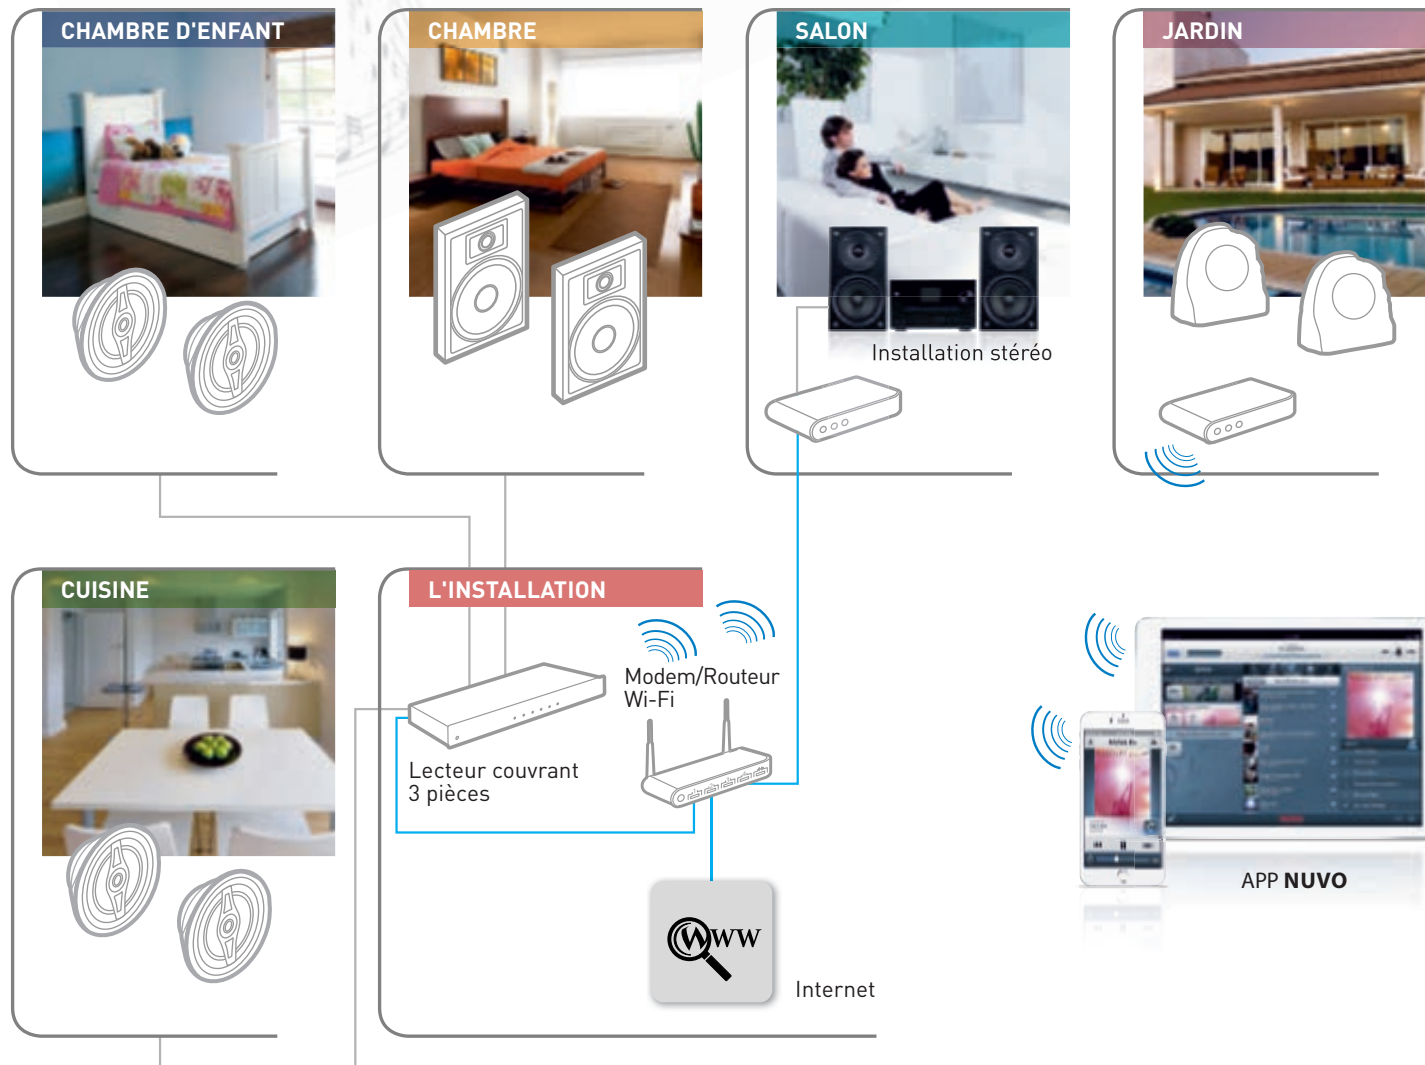 CHAMBRE D'ENFANT
CHAMBRE
SALON
JARDIN
Installation stéréo
CUISINE
L'INSTALLATION
Modem/Routeur
Wi-Fi
Lecteur couvrant
3 pièces
WWW
Internet
APP NUVO